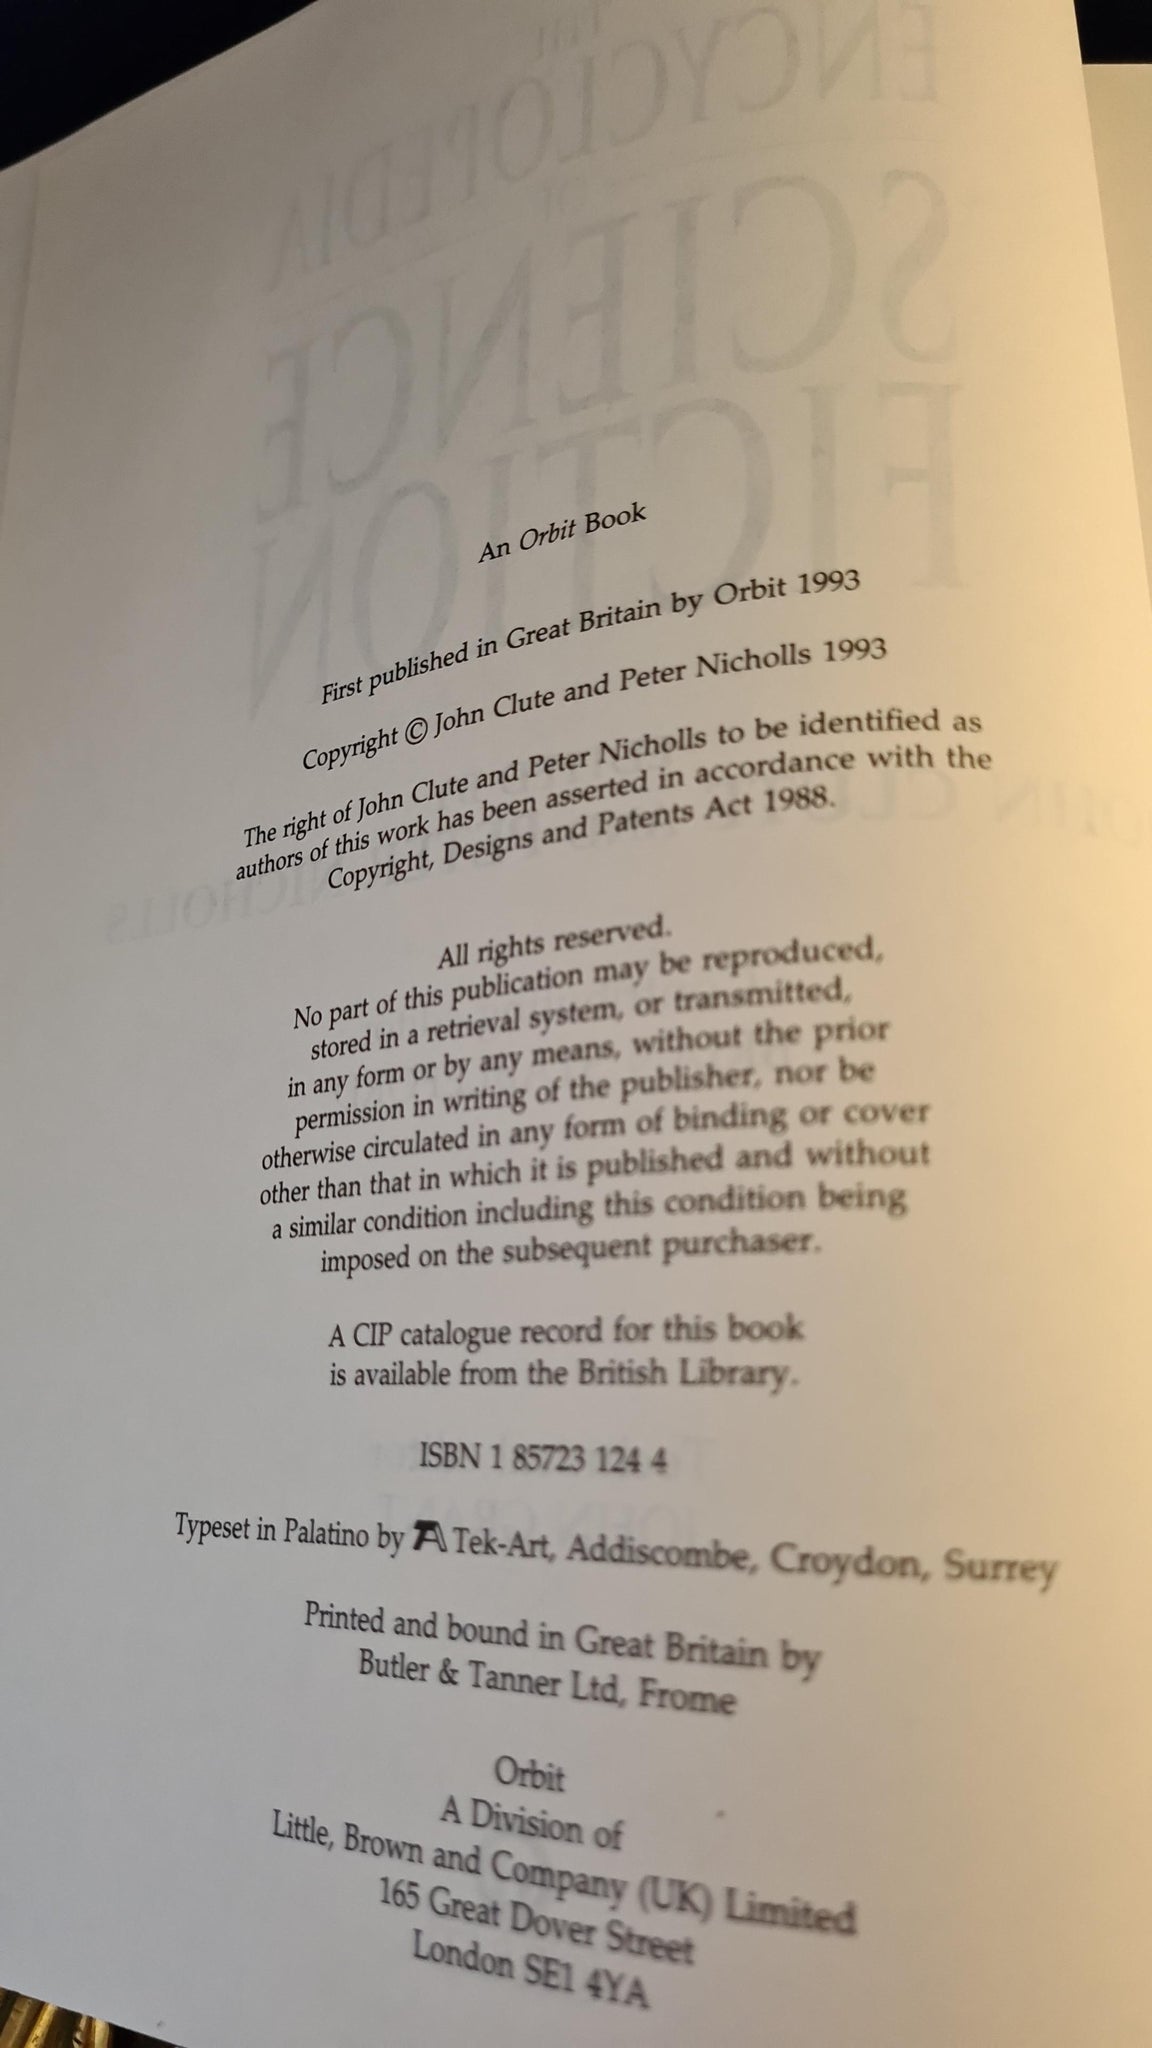 THE
ENCYCLOPEDIA
OF
SCIENCE
FICTION
An Orbit Book
First published in Great Britain by Orbit 1993
Copyright © John Clute and Peter Nicholls 1993
The right of John Clute and Peter Nicholls to be identified as
authors of this work has been asserted in accordance with the
Copyright, Designs and Patents Act 1988.
All rights reserved.
No part of this publication may be reproduced,
stored in a retrieval system, or transmitted,
in any form or by any means, without the prior
permission in writing of the publisher, nor be
otherwise circulated in any form of binding or cover
other than that in which it is published and without
a similar condition including this condition being
imposed on the subsequent purchaser.
A CIP catalogue record for this book
is available from the British Library.
ISBN 1 85723 124 4
Typeset in Palatino by TA Tek-Art, Addiscombe, Croydon, Surrey
Printed and bound in Great Britain by
Butler & Tanner Ltd, Frome
Orbit
A Division of
Little, Brown and Company (UK) Limited
165 Great Dover Street
London SE1 4YA